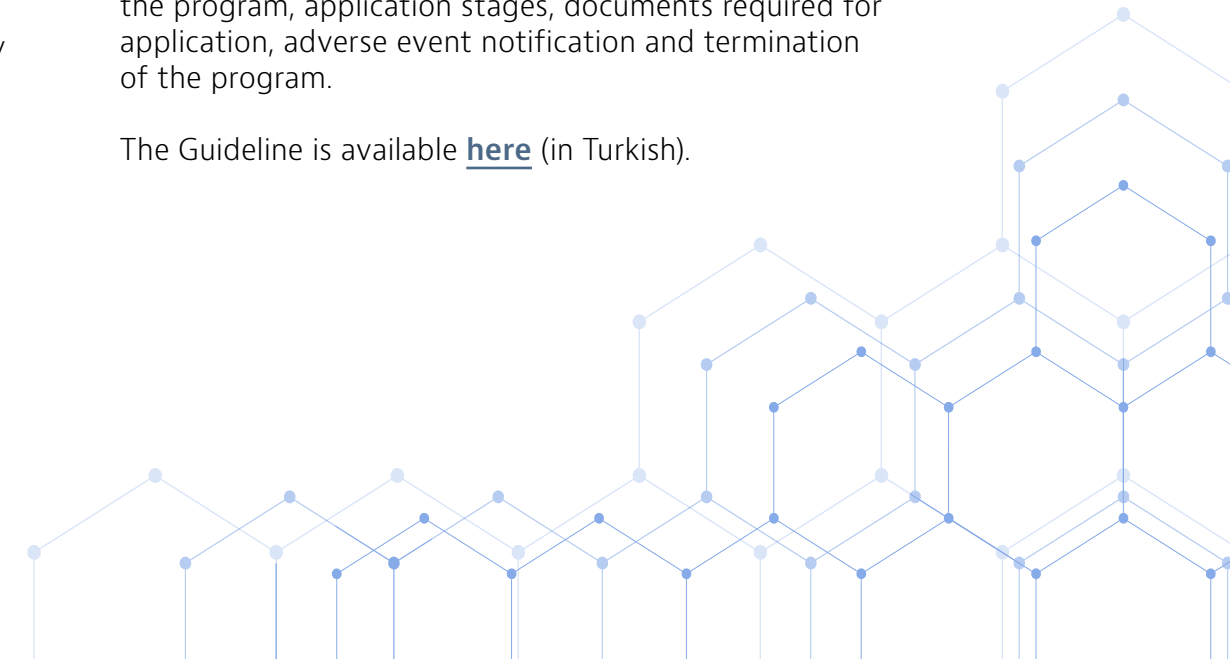 the program, application stages, documents required for
application, adverse event notification and termination
of the program.
The Guideline is available here (in Turkish).